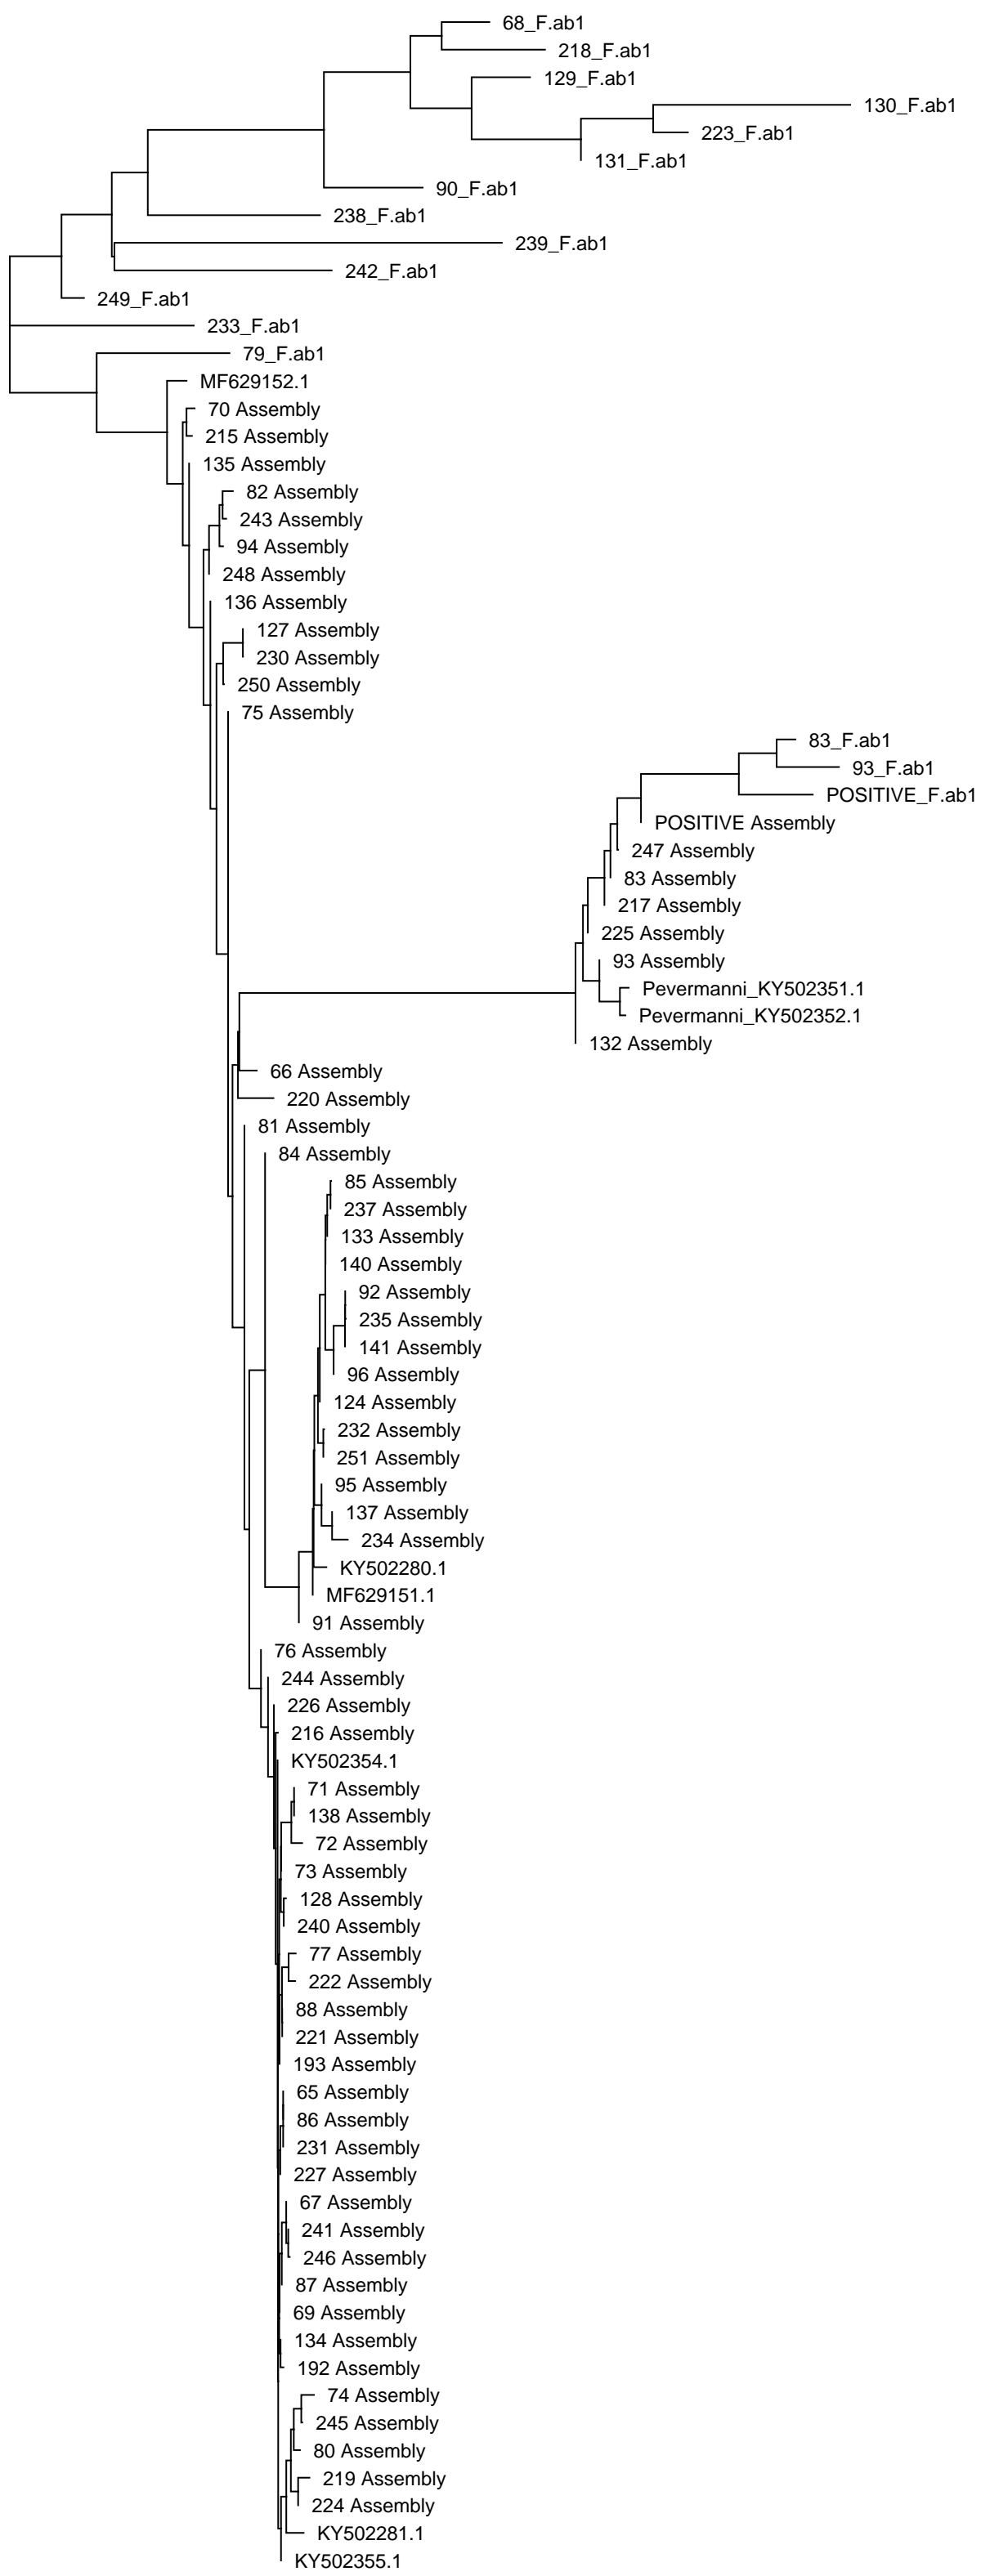 68_F.ab1
218_F.ab1
129_F.ab1
130_F.ab1
223_F.ab1
131_F.ab1
90_F.ab1
238_F.ab1
239_F.ab1
242_F.ab1
249_F.ab1
233_F.ab1
79_F.ab1
MF629152.1
70 Assembly
215 Assembly
135 Assembly
82 Assembly
243 Assembly
94 Assembly
248 Assembly
136 Assembly
127 Assembly
230 Assembly
250 Assembly
75 Assembly
83_F.ab1
93_F.ab1
POSITIVE_F.ab1
POSITIVE Assembly
247 Assembly
83 Assembly
217 Assembly
225 Assembly
93 Assembly
Pevermanni_KY502351.1
Pevermanni_KY502352.1
132 Assembly
66 Assembly
220 Assembly
81 Assembly
84 Assembly
85 Assembly
237 Assembly
133 Assembly
140 Assembly
92 Assembly
235 Assembly
141 Assembly
96 Assembly
124 Assembly
232 Assembly
251 Assembly
95 Assembly
137 Assembly
234 Assembly
KY502280.1
MF629151.1
91 Assembly
76 Assembly
244 Assembly
226 Assembly
216 Assembly
KY502354.1
71 Assembly
138 Assembly
72 Assembly
73 Assembly
128 Assembly
240 Assembly
77 Assembly
222 Assembly
88 Assembly
221 Assembly
193 Assembly
65 Assembly
86 Assembly
231 Assembly
227 Assembly
67 Assembly
241 Assembly
246 Assembly
87 Assembly
69 Assembly
134 Assembly
192 Assembly
74 Assembly
245 Assembly
80 Assembly
219 Assembly
224 Assembly
KY502281.1
KY502355.1